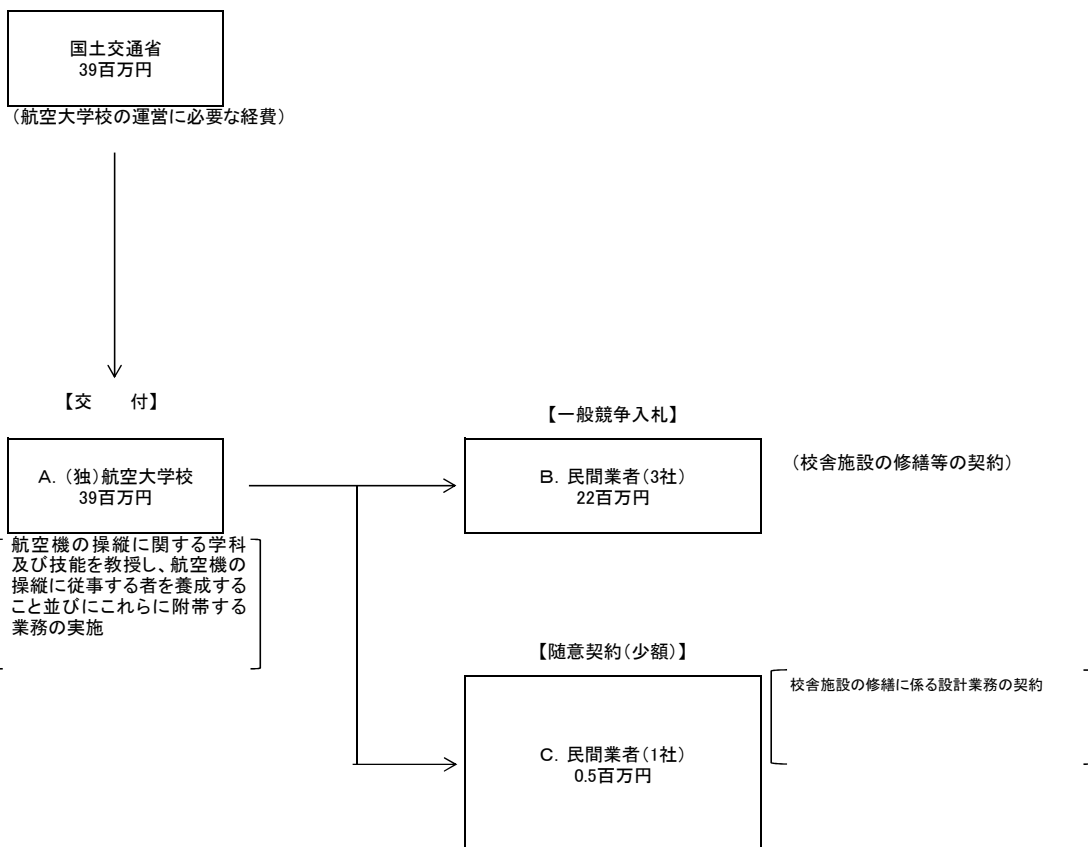 国土交通省
39百万円
(航空大学校の運営に必要な経費)
【交　　付】
A. (独)航空大学校
39百万円
航空機の操縦に関する学科
及び技能を教授し、航空機の
操縦に従事する者を養成する
こと並びにこれらに附帯する
業務の実施
【一般競争入札】
B. 民間業者(3社)
22百万円
(校舎施設の修繕等の契約)
【随意契約(少額)】
C. 民間業者(1社)
0.5百万円
校舎施設の修繕に係る設計業務の契約